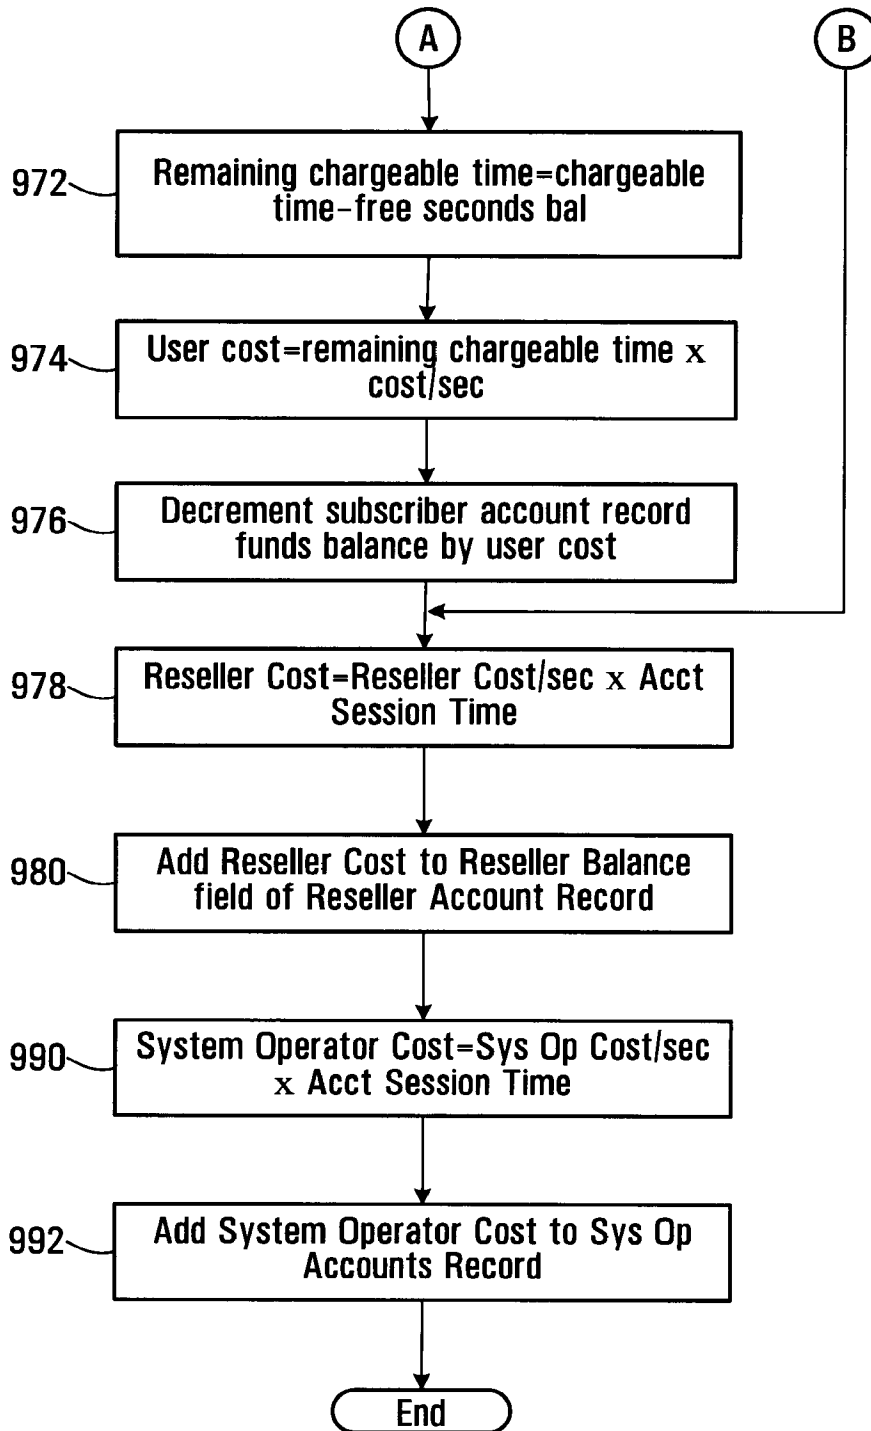 A
B
972
Remaining chargeable time=chargeable
time-free seconds bal
974
User cost=remaining chargeable time x
cost/sec
976
Decrement subscriber account record
funds balance by user cost
978
Reseller Cost=Reseller Cost/sec x Acct
Session Time
980
Add Reseller Cost to Reseller Balance
field of Reseller Account Record
990
System Operator Cost=Sys Op Cost/sec
x Acct Session Time
992
Add System Operator Cost to Sys Op
Accounts Record
End